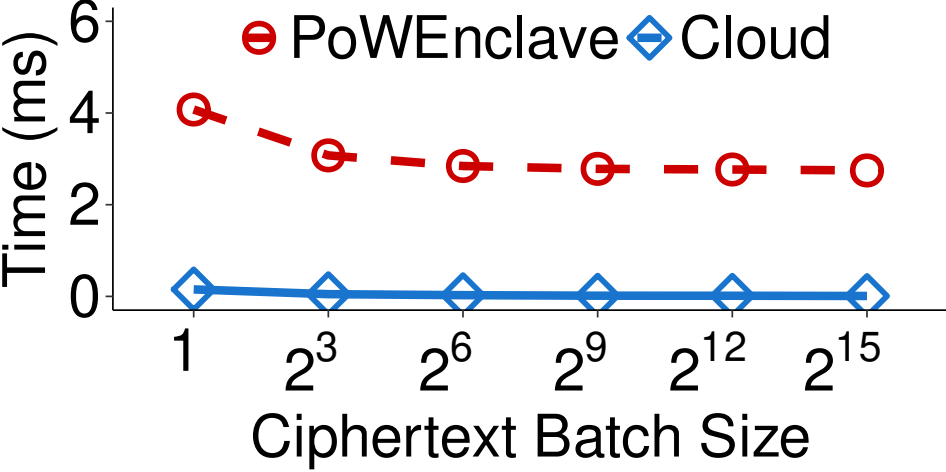 PoWEnclave Cloud
Time (ms)
6
4
2
0
1 2^3 2^6 2^9 2^12 2^15
Ciphertext Batch Size